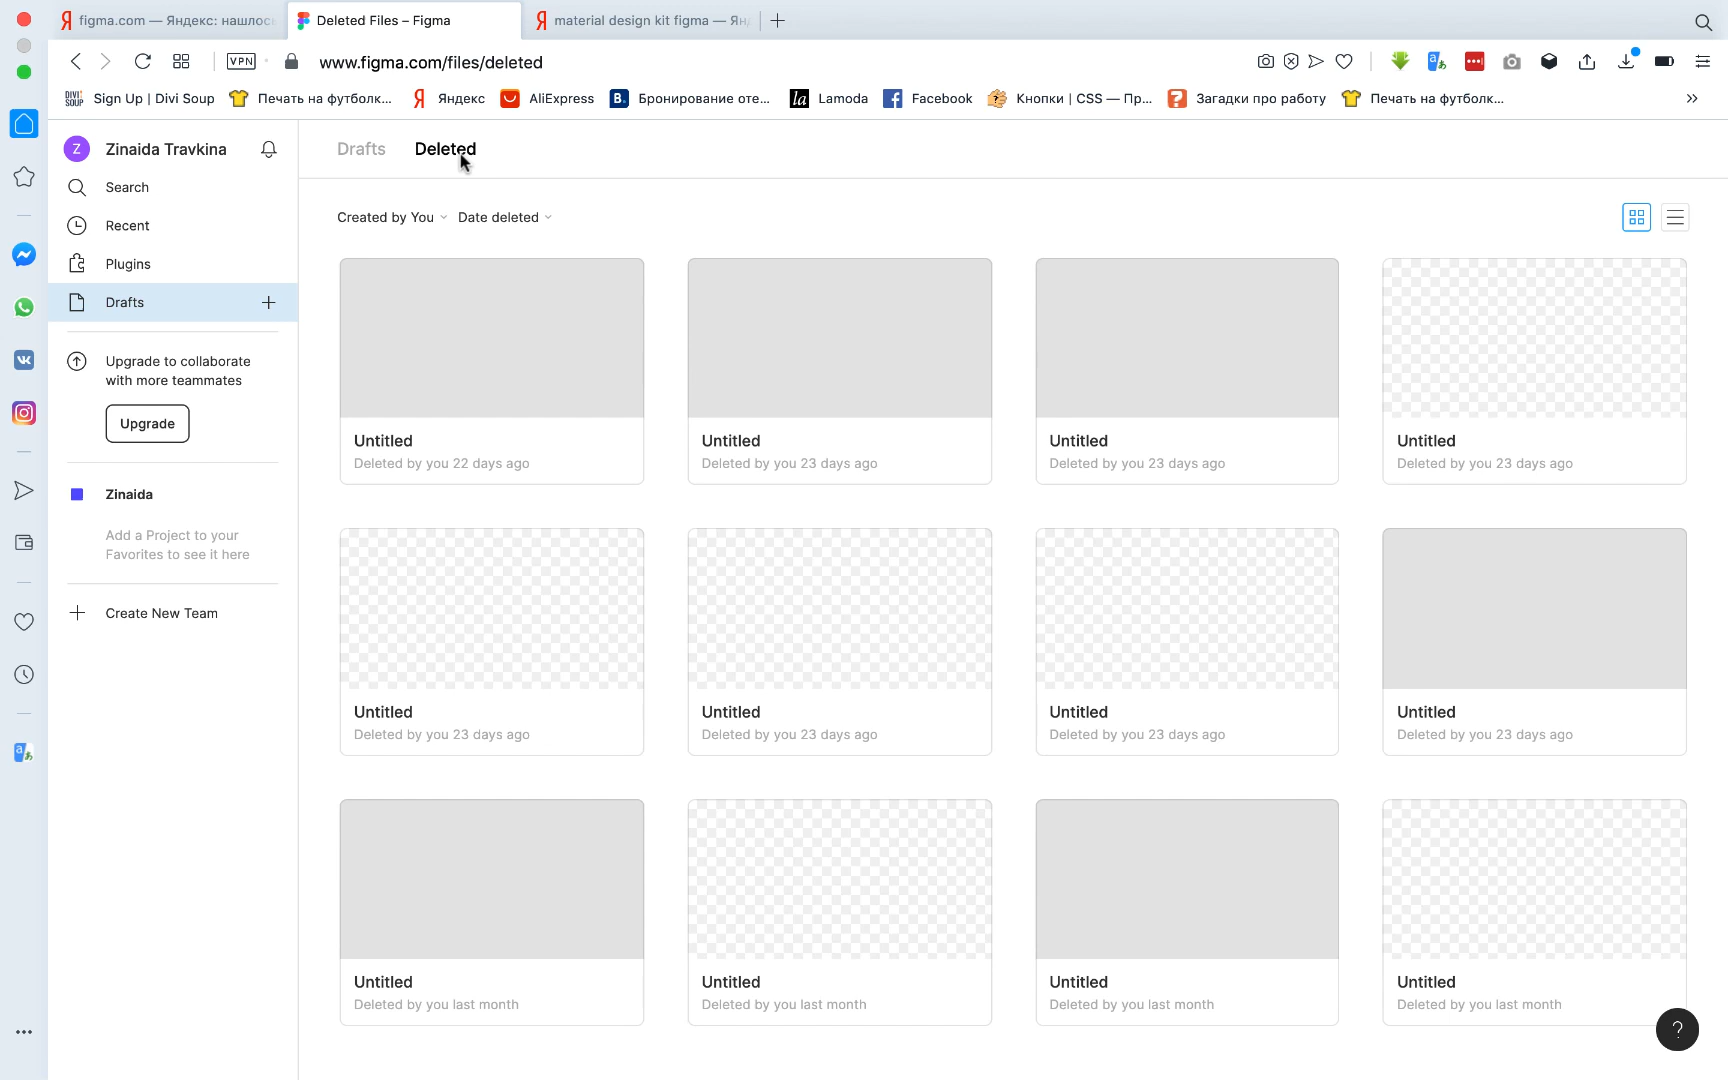 figma.com — Яндекс: нашлось
Deleted Files – Figma
material design kit figma — Ян
VPN
www.figma.com/files/deleted
Sign Up | Divi Soup
Печать на футболк...
Яндекс
AliExpress
Бронирование оте...
Lamoda
Facebook
Кнопки | CSS — Пр...
Загадки про работу
Печать на футболк...
Z
Zinaida Travkina
Search
Recent
Plugins
Drafts
Upgrade to collaborate
with more teammates
Upgrade
Zinaida
Add a Project to your
Favorites to see it here
Create New Team
Drafts
Deleted
Created by You
Date deleted
Untitled
Deleted by you 22 days ago
Untitled
Deleted by you 23 days ago
Untitled
Deleted by you 23 days ago
Untitled
Deleted by you 23 days ago
Untitled
Deleted by you 23 days ago
Untitled
Deleted by you 23 days ago
Untitled
Deleted by you 23 days ago
Untitled
Deleted by you 23 days ago
Untitled
Deleted by you last month
Untitled
Deleted by you last month
Untitled
Deleted by you last month
Untitled
Deleted by you last month
?